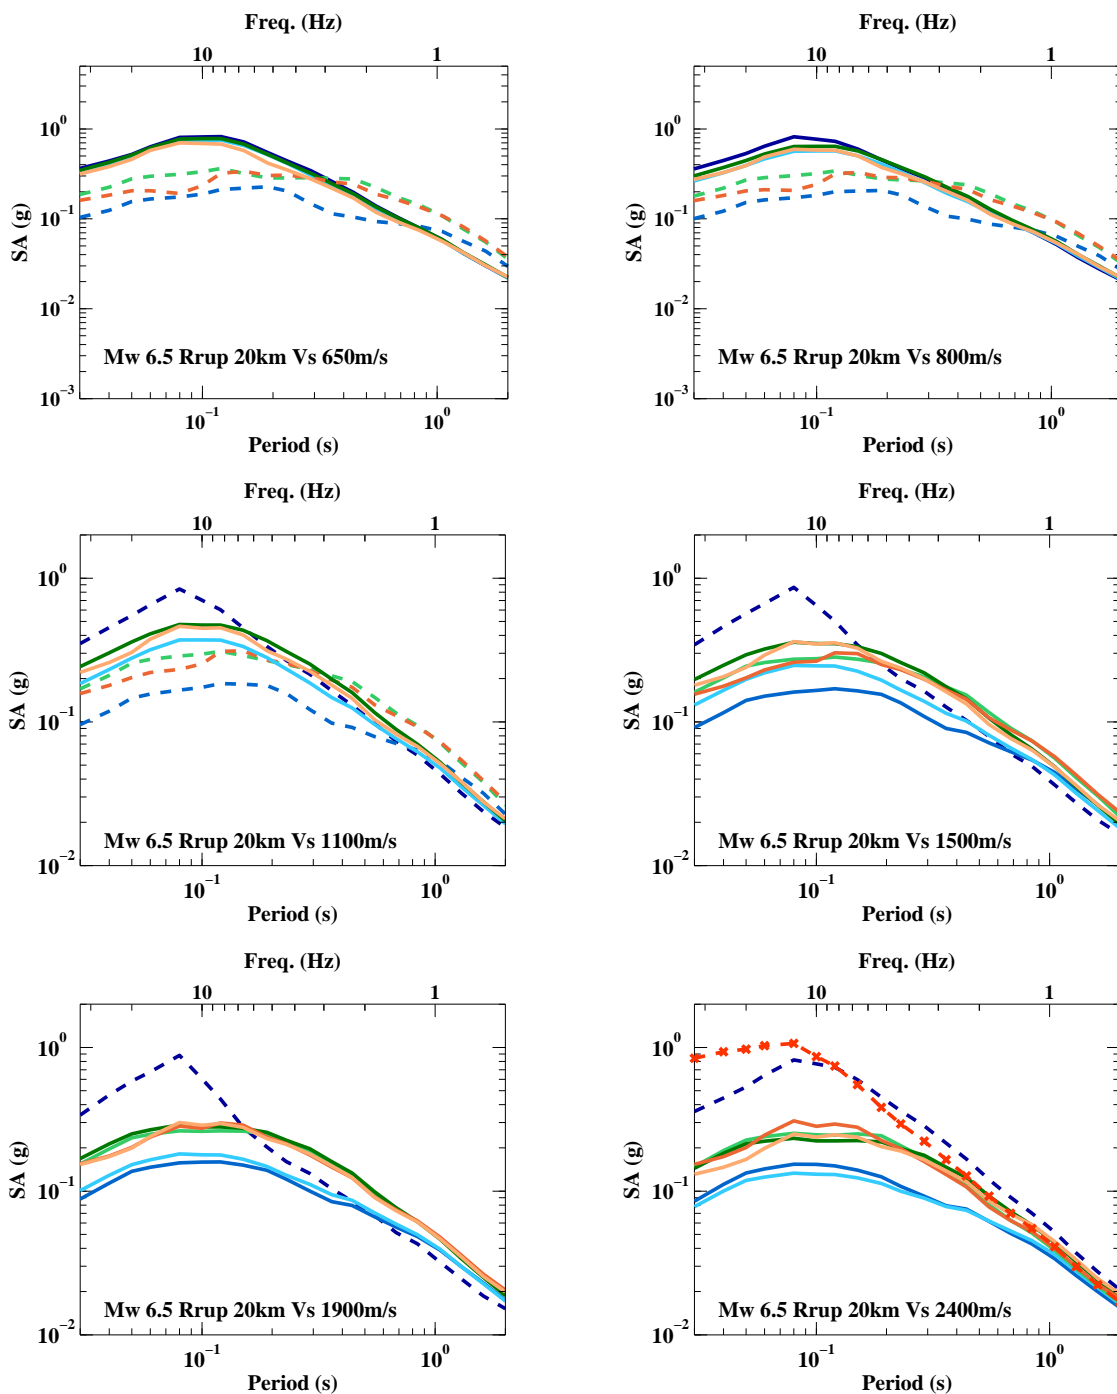 Freq. (Hz)
10 1
10^0
10^-1
10^-2
10^-3
SA (g)
Mw 6.5 Rrup 20km Vs 650m/s
10^-1 10^0
Period (s)
Freq. (Hz)
10 1
10^0
10^-1
10^-2
10^-3
SA (g)
Mw 6.5 Rrup 20km Vs 800m/s
10^-1 10^0
Period (s)
Freq. (Hz)
10 1
10^0
10^-1
10^-2
SA (g)
Mw 6.5 Rrup 20km Vs 1100m/s
10^-1 10^0
Period (s)
Freq. (Hz)
10 1
10^0
10^-1
10^-2
SA (g)
Mw 6.5 Rrup 20km Vs 1500m/s
10^-1 10^0
Period (s)
Freq. (Hz)
10 1
10^0
10^-1
10^-2
SA (g)
Mw 6.5 Rrup 20km Vs 1900m/s
10^-1 10^0
Period (s)
Freq. (Hz)
10 1
10^0
10^-1
10^-2
SA (g)
Mw 6.5 Rrup 20km Vs 2400m/s
10^-1 10^0
Period (s)